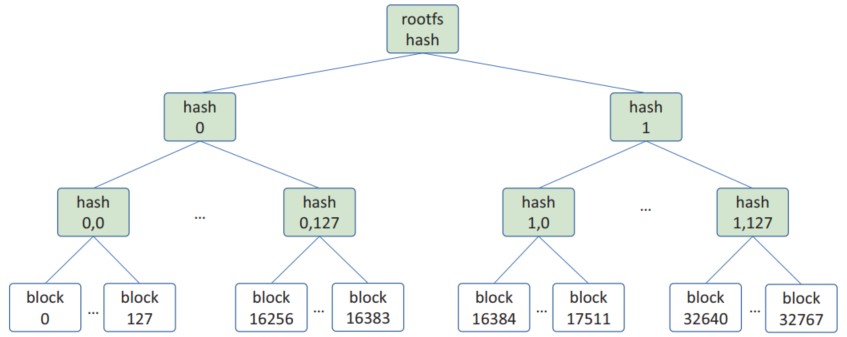 rootfs
hash
hash
0
hash
1
hash
0,0
...
hash
0,127
hash
1,0
...
hash
1,127
block
0
...
block
127
block
16256
...
block
16383
block
16384
...
block
17511
block
32640
...
block
32767